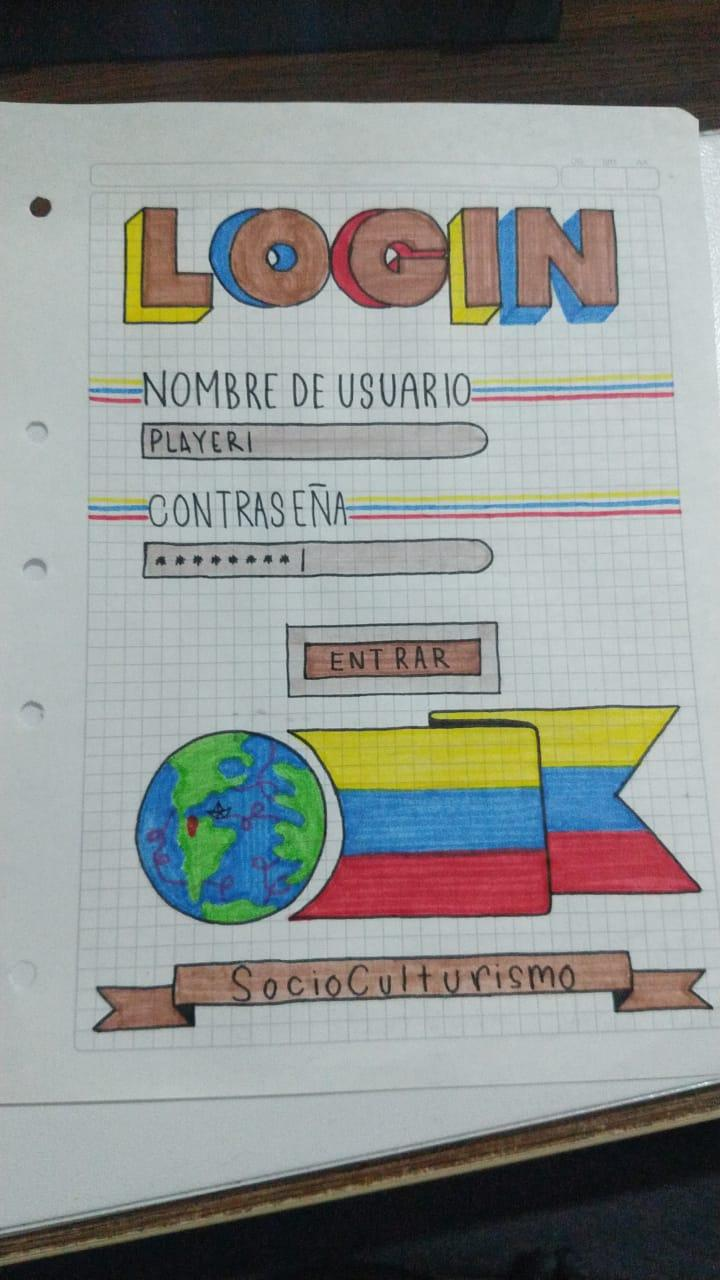 LOGIN
NOMBRE DE USUARIO
PLAYER1
CONTRASEÑA
******** |
ENTRAR
SocioCulturismo